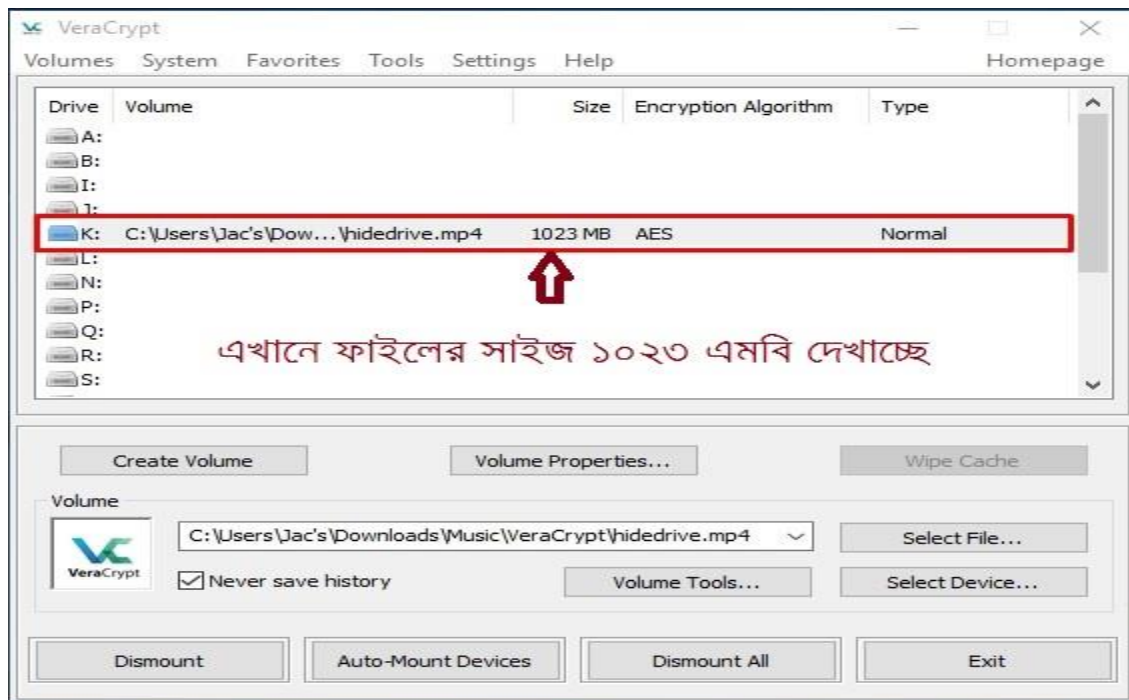 VeraCrypt
Volumes System Favorites Tools Settings Help Homepage
Drive Volume Size Encryption Algorithm Type
A:
B:
I:
J:
K: C:\Users\Jac's\Dow...\hidedrive.mp4 1023 MB AES Normal
L:
N:
P:
Q:
R:
S:
এখানে ফাইলের সাইজ ১০২৩ এমবি দেখাচ্ছে
Create Volume Volume Properties... Wipe Cache
Volume
C:\Users\Jac's\Downloads\Music\VeraCrypt\hidedrive.mp4 Select File...
VeraCrypt
Never save history Volume Tools... Select Device...
Dismount Auto-Mount Devices Dismount All Exit